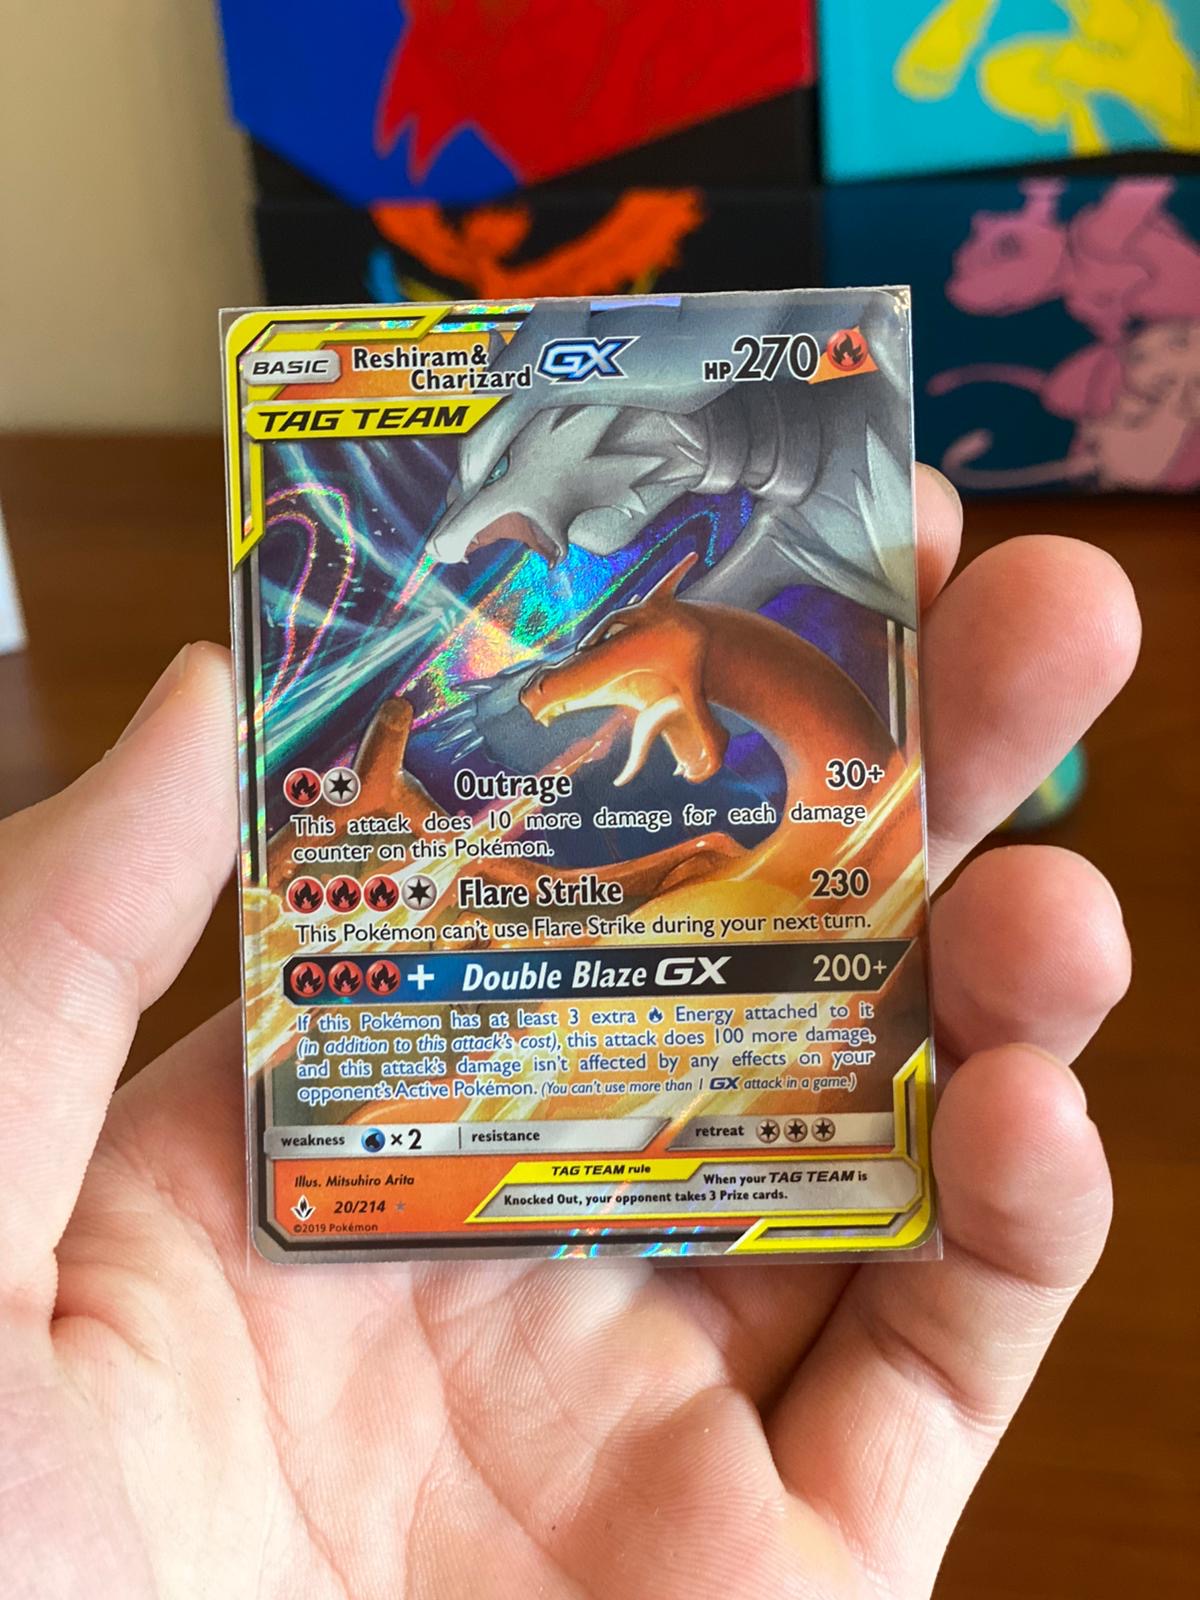 BASIC
Reshiram&
Charizard GX
HP270
TAG TEAM
Outrage 30+
This attack does 10 more damage for each damage
counter on this Pokémon.
Flare Strike 230
This Pokémon can't use Flare Strike during your next turn.
+ Double Blaze GX 200+
If this Pokémon has at least 3 extra Energy attached to it
(in addition to this attack's cost), this attack does 100 more damage,
and this attack's damage isn't affected by any effects on your
opponent's Active Pokémon. (You can't use more than 1 GX attack in a game.)
weakness × 2 resistance retreat
Illus. Mitsuhiro Arita
20/214
©2019 Pokémon
TAG TEAM rule
When your TAG TEAM is
Knocked Out, your opponent takes 3 Prize cards.